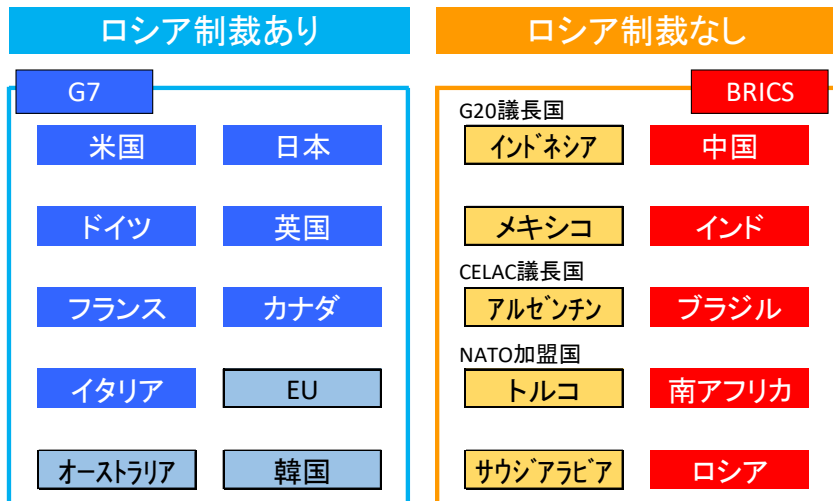 ロシア制裁あり
ロシア制裁なし
G7
BRICS
米国
日本
ドイツ
英国
フランス
カナダ
イタリア
EU
オーストラリア
韓国
G20議長国
インドネシア
中国
メキシコ
インド
CELAC議長国
アルゼンチン
ブラジル
NATO加盟国
トルコ
南アフリカ
サウジアラビア
ロシア